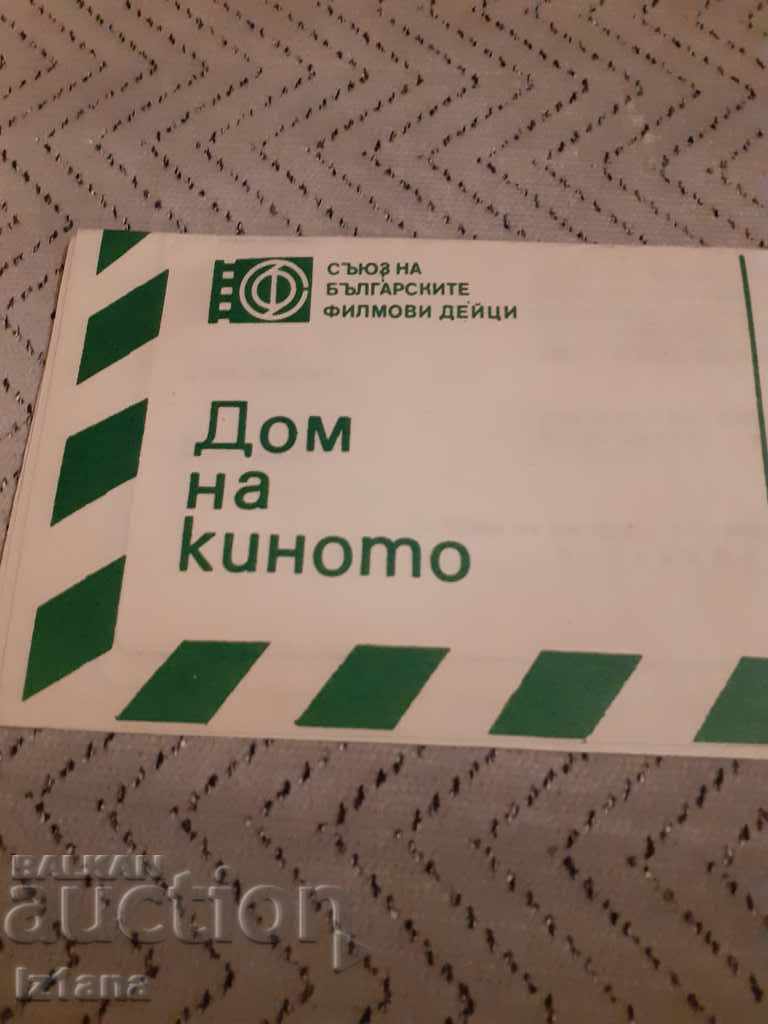 СЪЮЗ НА
БЪЛГАРСКИТЕ
ФИЛМОВИ ДЕЙЦИ
Дом
на
киното
BALKAN
auction
Iz1ana